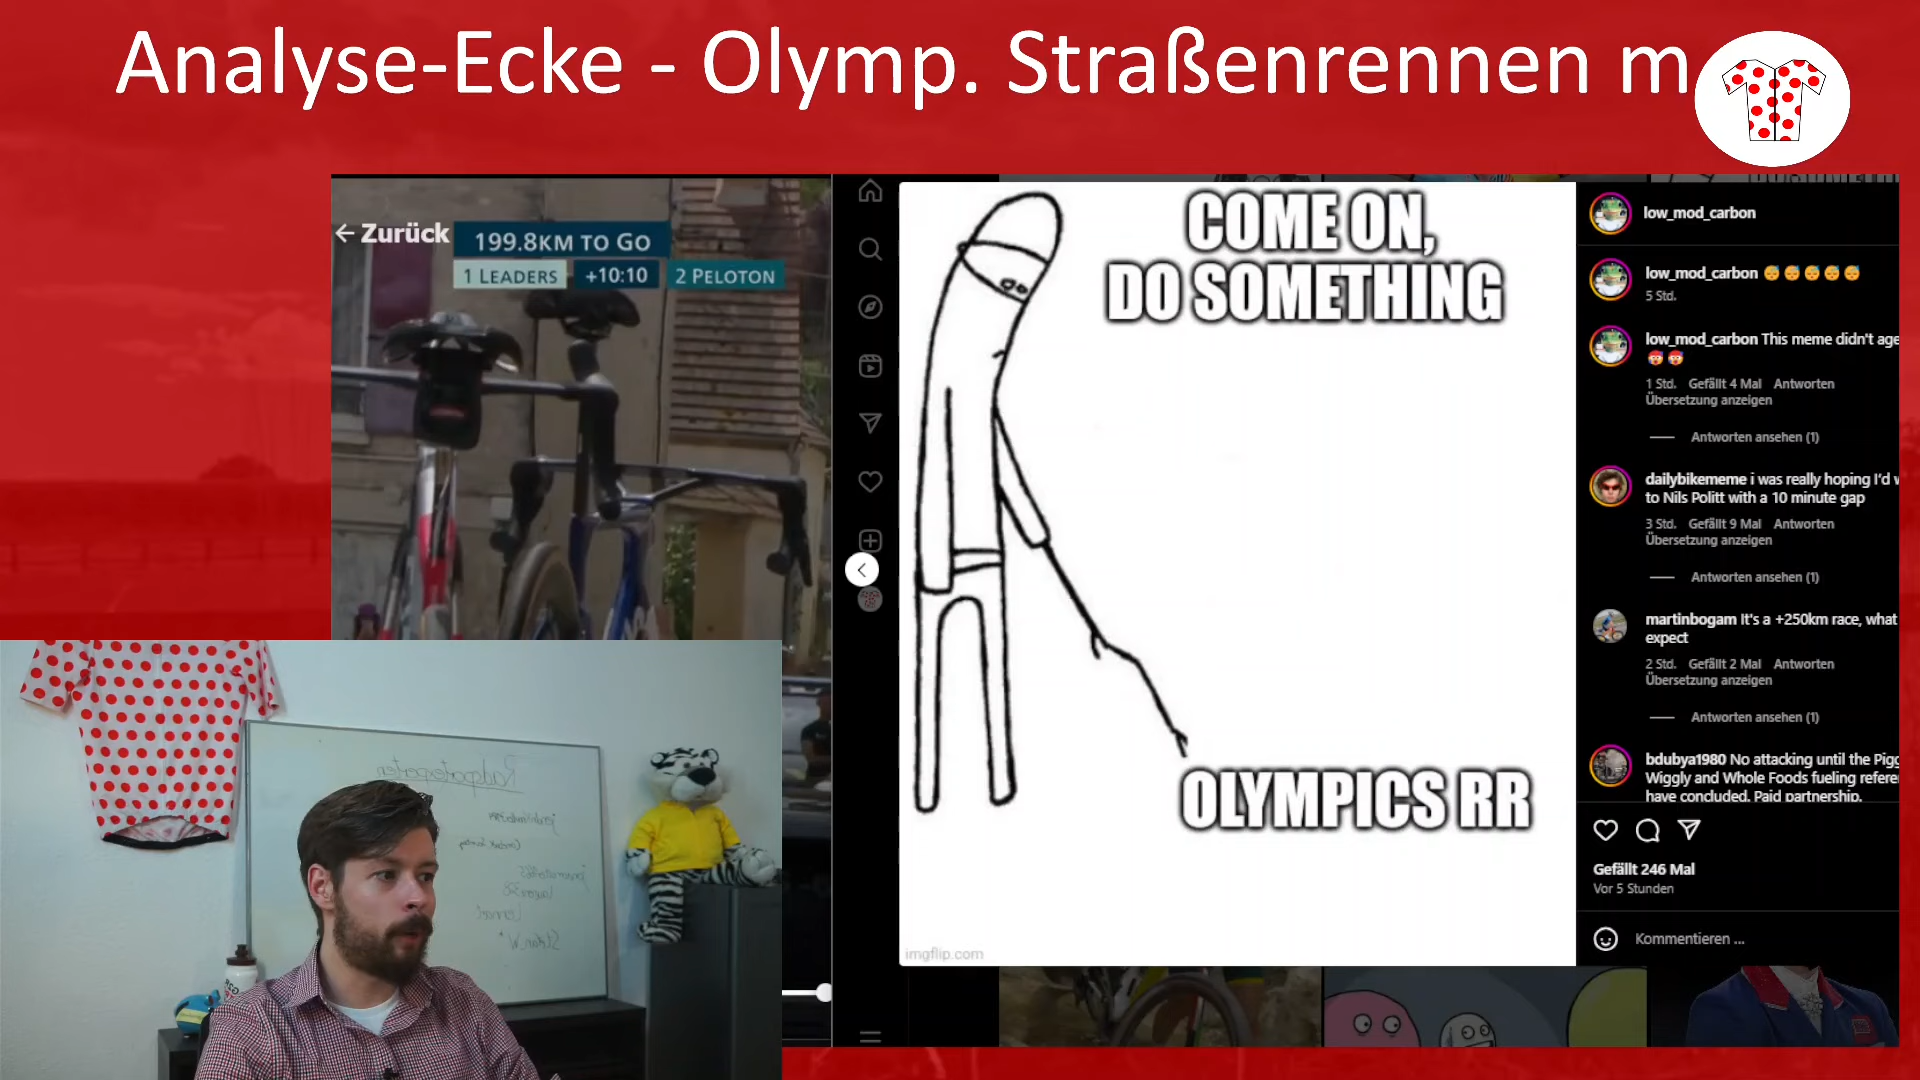 Analyse-Ecke - Olymp. Straßenrennen m
← Zurück
199.8KM TO GO
1 LEADERS +10:10 2 PELOTON
COME ON,
DO SOMETHING
OLYMPICS RR
imgflip.com
low_mod_carbon
low_mod_carbon 😴😴😴😴😴
5 Std.
low_mod_carbon This meme didn't age
1 Std. Gefällt 4 Mal Antworten
Übersetzung anzeigen
Antworten ansehen (1)
dailybikememe i was really hoping I'd w
to Nils Politt with a 10 minute gap
3 Std. Gefällt 9 Mal Antworten
Übersetzung anzeigen
Antworten ansehen (1)
martinbogam It's a +250km race, what
expect
2 Std. Gefällt 2 Mal Antworten
Übersetzung anzeigen
Antworten ansehen (1)
bdubya1980 No attacking until the Pigg
Wiggly and Whole Foods fueling refere
have concluded. Paid partnership.
Gefällt 246 Mal
Vor 5 Stunden
Kommentieren ...
Radsportexperten